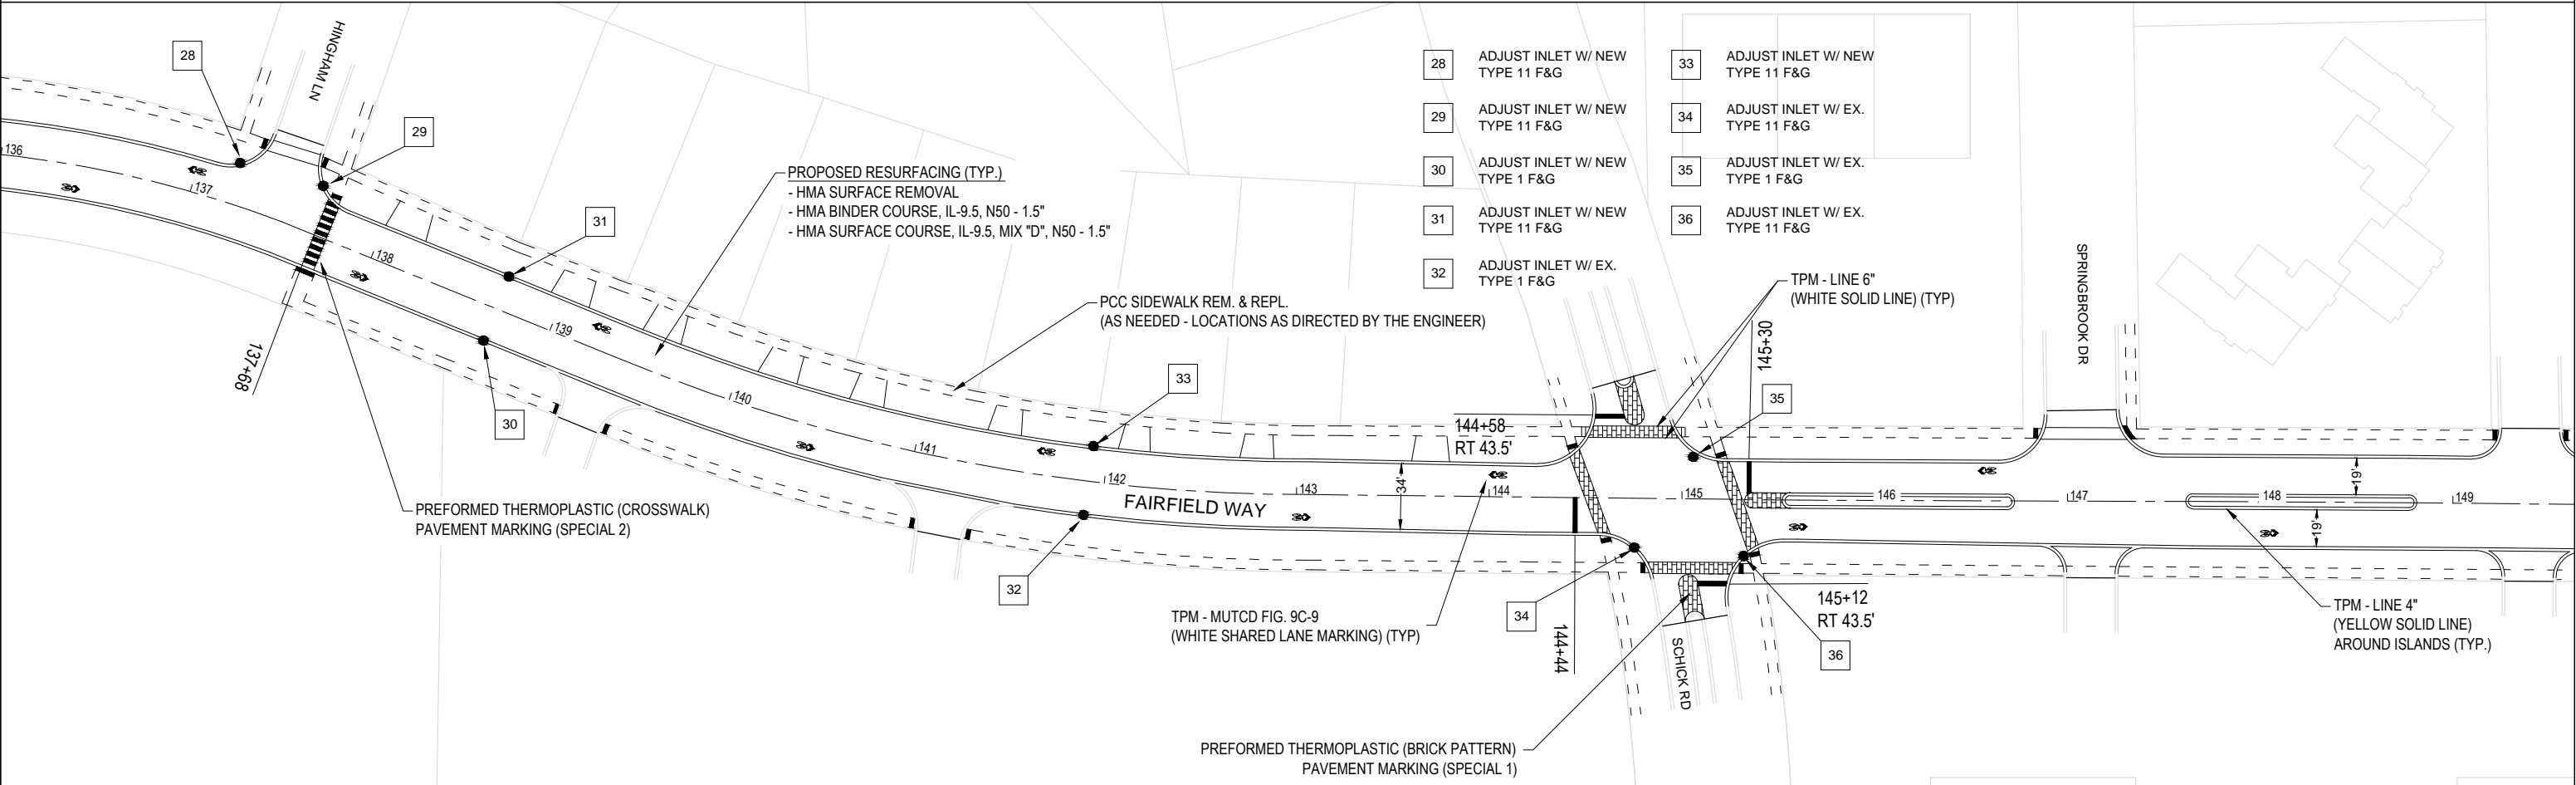 HINGHAM LN
28
29
31
30
33
32
136
137
138
139
140
141
142
143
144
145
146
147
148
149
137+68
PROPOSED RESURFACING (TYP.)
- HMA SURFACE REMOVAL
- HMA BINDER COURSE, IL-9.5, N50 - 1.5"
- HMA SURFACE COURSE, IL-9.5, MIX "D", N50 - 1.5"
PCC SIDEWALK REM. & REPL.
(AS NEEDED - LOCATIONS AS DIRECTED BY THE ENGINEER)
PREFORMED THERMOPLASTIC (CROSSWALK)
PAVEMENT MARKING (SPECIAL 2)
28 ADJUST INLET W/ NEW
TYPE 11 F&G
29 ADJUST INLET W/ NEW
TYPE 11 F&G
30 ADJUST INLET W/ NEW
TYPE 1 F&G
31 ADJUST INLET W/ NEW
TYPE 11 F&G
32 ADJUST INLET W/ EX.
TYPE 1 F&G
33 ADJUST INLET W/ NEW
TYPE 11 F&G
34 ADJUST INLET W/ EX.
TYPE 11 F&G
35 ADJUST INLET W/ EX.
TYPE 1 F&G
36 ADJUST INLET W/ EX.
TYPE 11 F&G
TPM - LINE 6"
(WHITE SOLID LINE) (TYP)
145+30
35
SPRINGBROOK DR
144+58
RT 43.5'
34'
FAIRFIELD WAY
19'
19'
TPM - MUTCD FIG. 9C-9
(WHITE SHARED LANE MARKING) (TYP)
34
144+44
SCHICK RD
145+12
RT 43.5'
36
TPM - LINE 4"
(YELLOW SOLID LINE)
AROUND ISLANDS (TYP.)
PREFORMED THERMOPLASTIC (BRICK PATTERN)
PAVEMENT MARKING (SPECIAL 1)